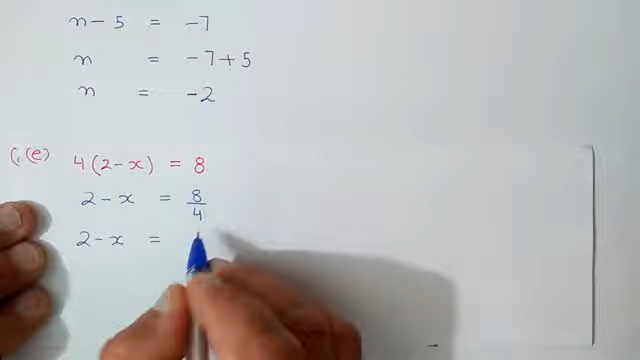 n - 5 = -7
n = -7 + 5
n = -2
(e) 4(2 - x) = 8
2 - x = 8/4
2 - x =